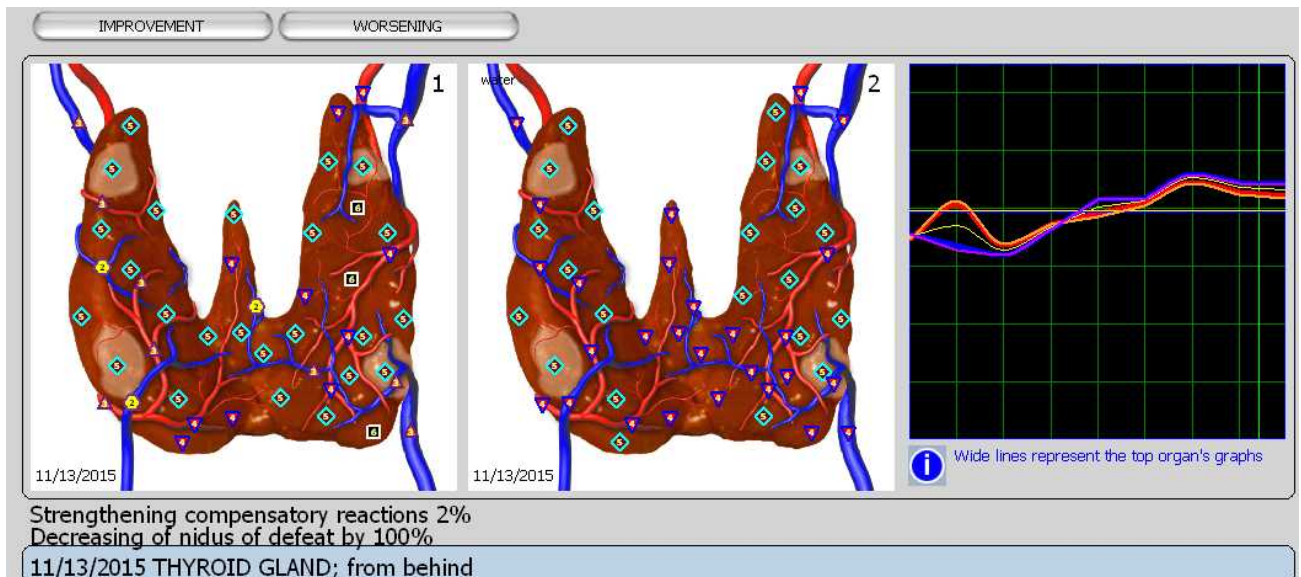 IMPROVEMENT
WORSENING
1
water
2
11/13/2015
11/13/2015
Wide lines represent the top organ's graphs
Strengthening compensatory reactions 2%
Decreasing of nidus of defeat by 100%
11/13/2015 THYROID GLAND; from behind